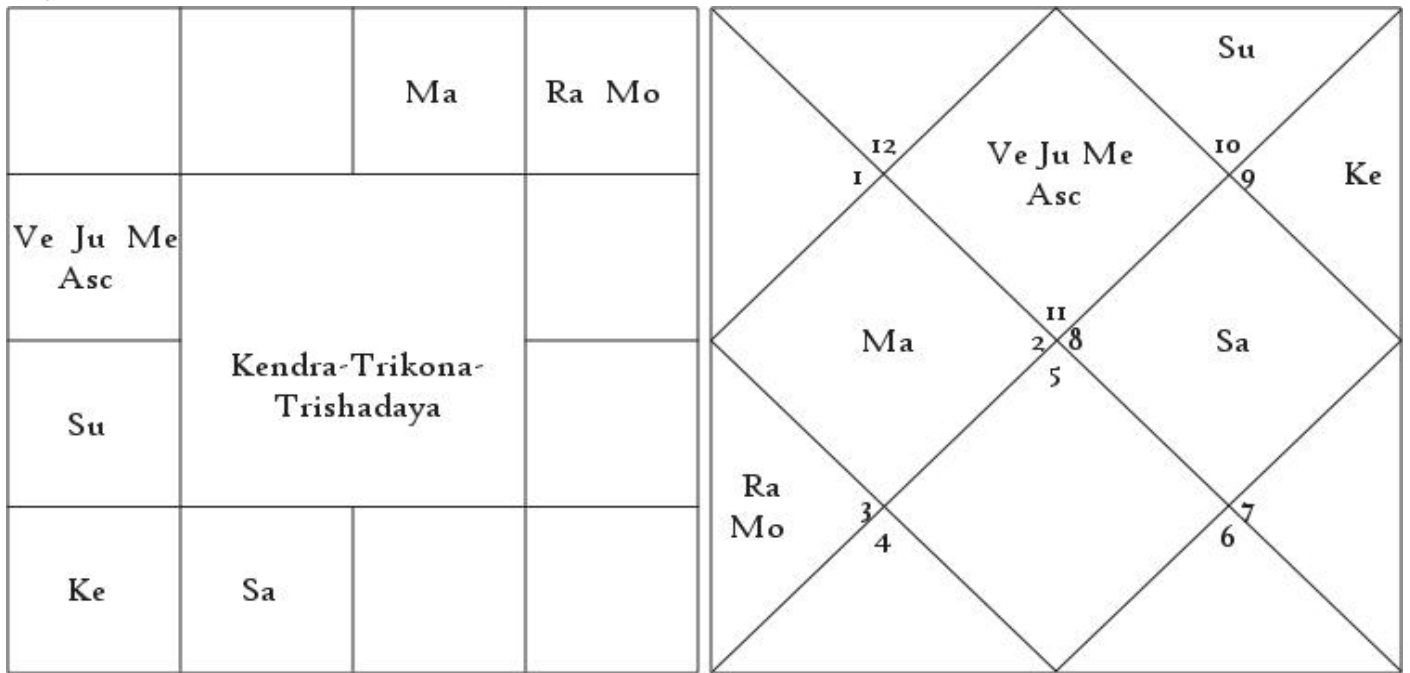 Ma
Ra Mo
Ve Ju Me
Asc
Kendra-Trikona-
Trishadaya
Su
Ke
Sa
Su
12
10
Ve Ju Me
Asc
1
9
Ke
11
Ma
2
8
Sa
5
Ra
Mo
3
7
4
6